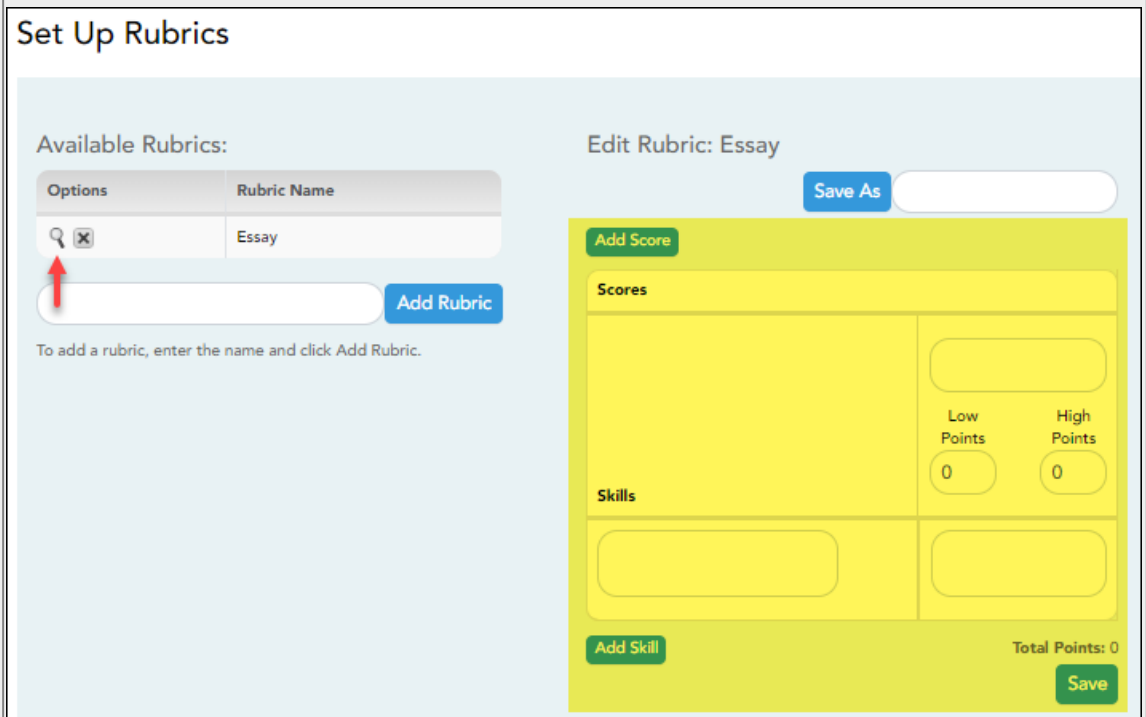 Set Up Rubrics
Available Rubrics:
Options Rubric Name
Essay
Add Rubric
To add a rubric, enter the name and click Add Rubric.
Edit Rubric: Essay
Save As
Add Score
Scores
Low High
Points Points
0 0
Skills
Add Skill Total Points: 0
Save